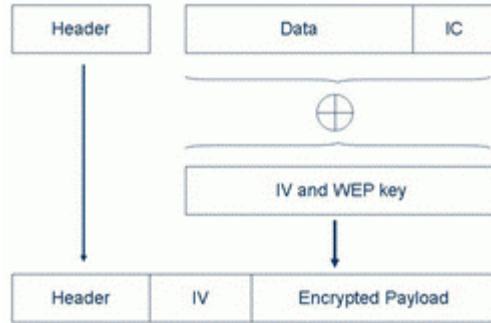 Header Data IC
IV and WEP key
Header IV Encrypted Payload